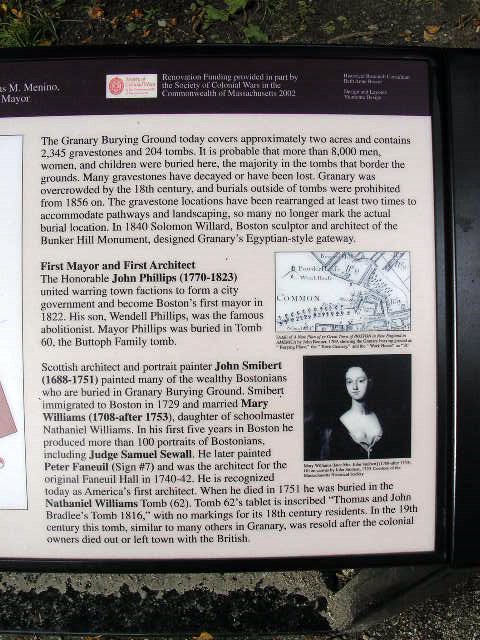 as M. Menino,
Mayor
Renovation Funding provided in part by
the Society of Colonial Wars in the
Commonwealth of Massachusetts 2002
Historical Research Consultant
Design and Layout:
The Granary Burying Ground today covers approximately two acres and contains
2,345 gravestones and 204 tombs. It is probable that more than 8,000 men,
women, and children were buried here, the majority in the tombs that border the
grounds. Many gravestones have decayed or have been lost. Granary was
overcrowded by the 18th century, and burials outside of tombs were prohibited
from 1856 on. The gravestone locations have been rearranged at least two times to
accommodate pathways and landscaping, so many no longer mark the actual
burial location. In 1840 Solomon Willard, Boston sculptor and architect of the
Bunker Hill Monument, designed Granary's Egyptian-style gateway.
First Mayor and First Architect
The Honorable John Phillips (1770-1823)
united warring town factions to form a city
government and become Boston's first mayor in
1822. His son, Wendell Phillips, was the famous
abolitionist. Mayor Phillips was buried in Tomb
60, the Buttoph Family tomb.
COMMON
Scottish architect and portrait painter John Smibert
(1688-1751) painted many of the wealthy Bostonians
who are buried in Granary Burying Ground. Smibert
immigrated to Boston in 1729 and married Mary
Williams (1708-after 1753), daughter of schoolmaster
Nathaniel Williams. In his first five years in Boston he
produced more than 100 portraits of Bostonians,
including Judge Samuel Sewall. He later painted
Peter Faneuil (Sign #7) and was the architect for the
original Faneuil Hall in 1740-42. He is recognized
today as America's first architect. When he died in 1751 he was buried in the
Nathaniel Williams Tomb (62). Tomb 62's tablet is inscribed "Thomas and John
Bradlee's Tomb 1816," with no markings for its 18th century residents. In the 19th
century this tomb, similar to many others in Granary, was resold after the colonial
owners died out or left town with the British.